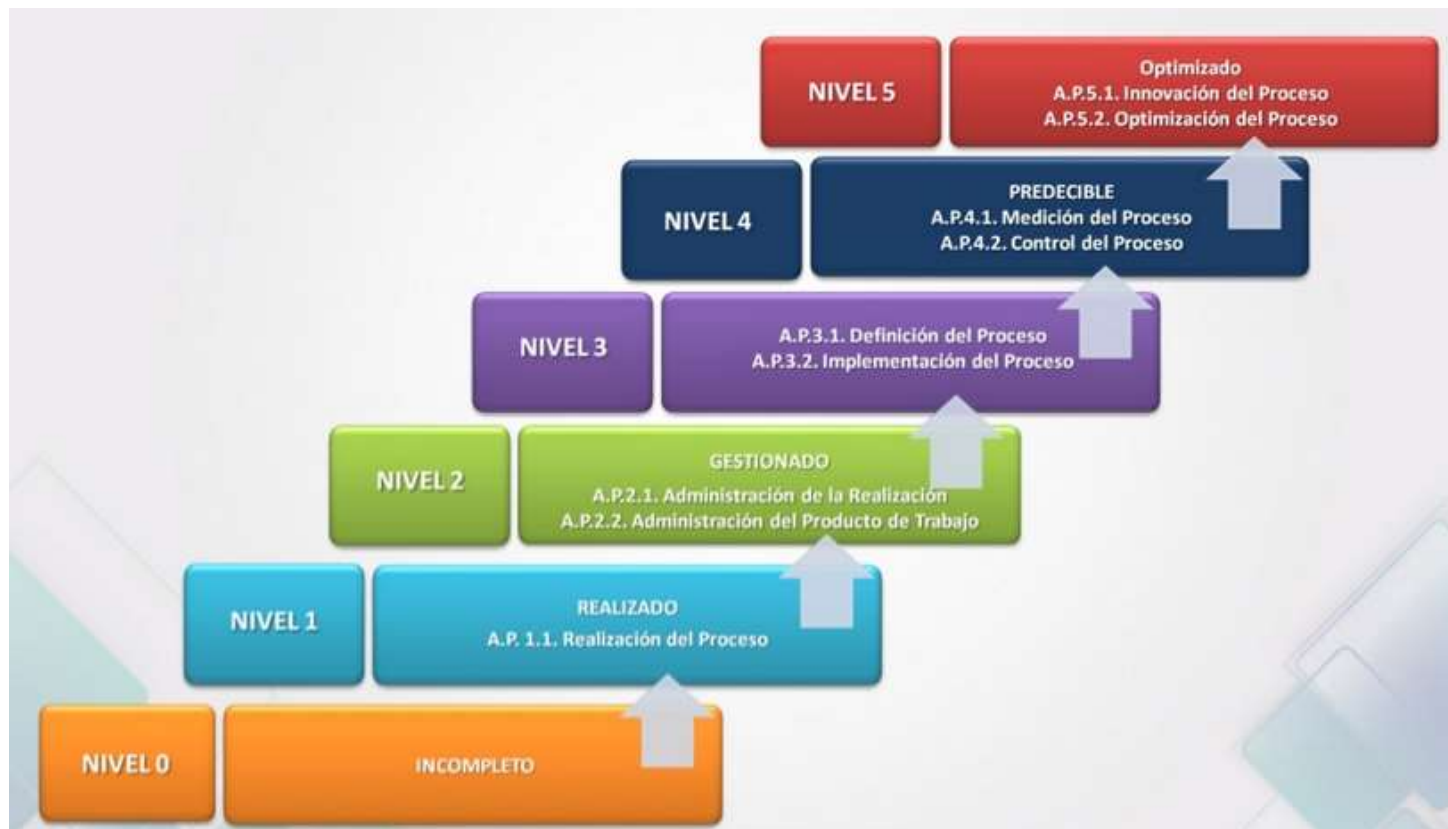 NIVEL 5
Optimizado
A.P.5.1. Innovación del Proceso
A.P.5.2. Optimización del Proceso
NIVEL 4
PREDECIBLE
A.P.4.1. Medición del Proceso
A.P.4.2. Control del Proceso
NIVEL 3
A.P.3.1. Definición del Proceso
A.P.3.2. Implementación del Proceso
NIVEL 2
GESTIONADO
A.P.2.1. Administración de la Realización
A.P.2.2. Administración del Producto de Trabajo
NIVEL 1
REALIZADO
A.P. 1.1. Realización del Proceso
NIVEL 0
INCOMPLETO